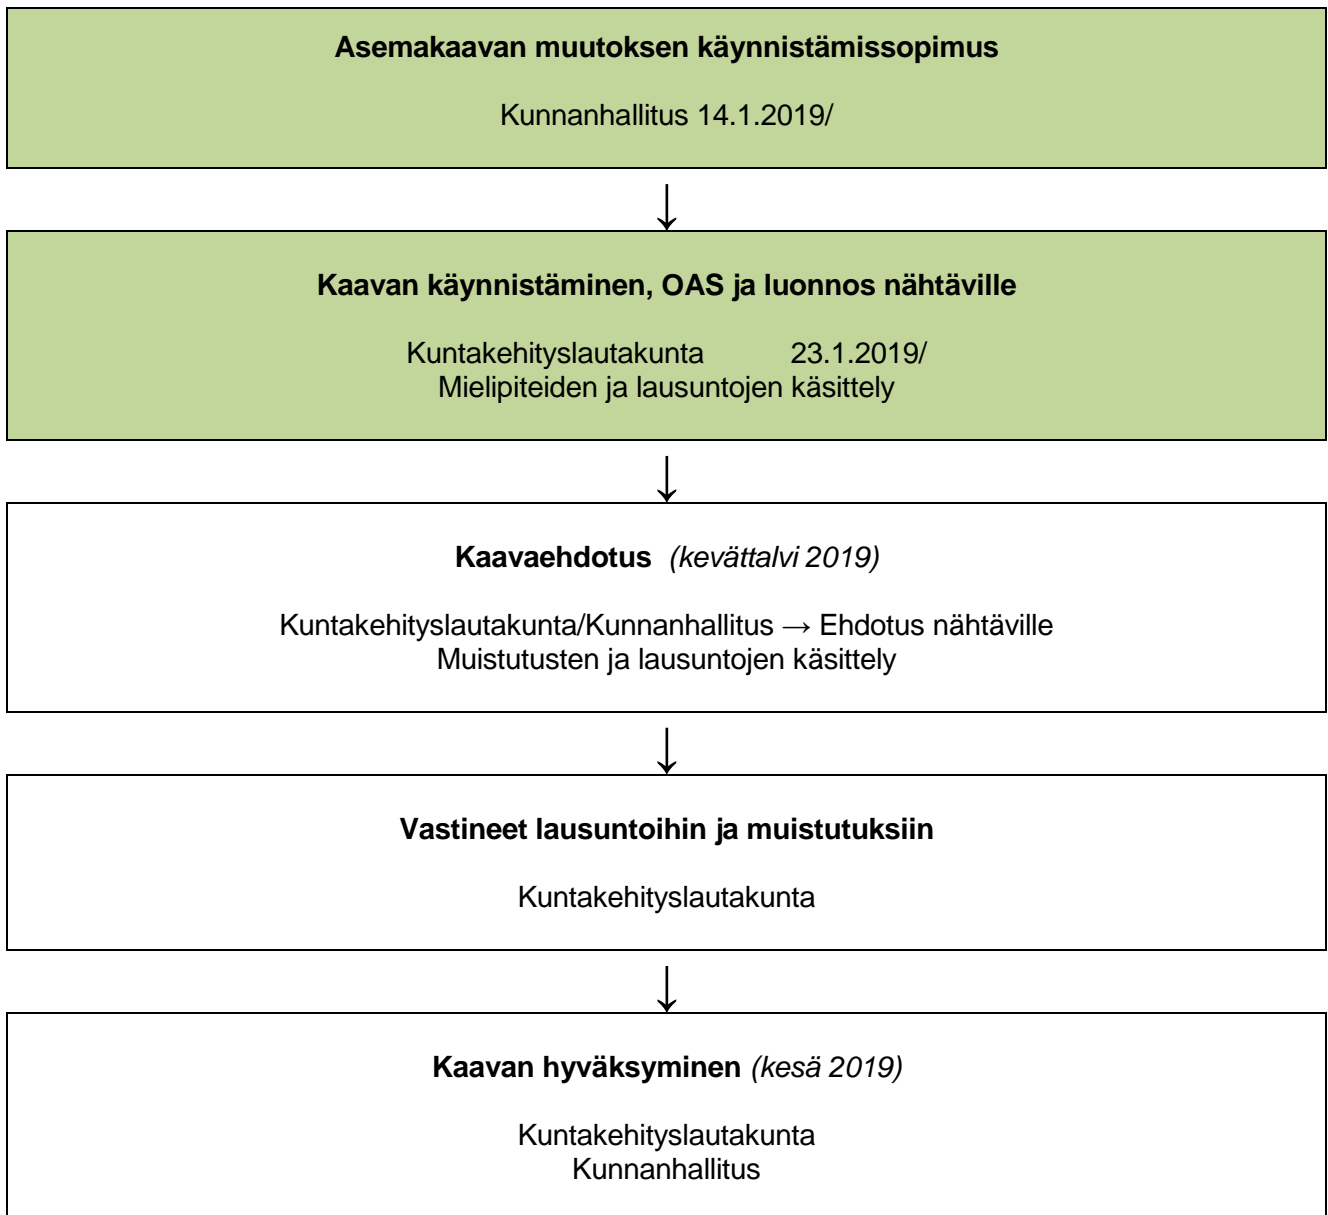 Asemakaavan muutoksen käynnistämissopimus
Kunnanhallitus 14.1.2019/
↓
Kaavan käynnistäminen, OAS ja luonnos nähtäville
Kuntakehityslautakunta 23.1.2019/
Mielipiteiden ja lausuntojen käsittely
↓
Kaavaehdotus (kevättalvi 2019)
Kuntakehityslautakunta/Kunnanhallitus → Ehdotus nähtäville
Muistutusten ja lausuntojen käsittely
↓
Vastineet lausuntoihin ja muistutuksiin
Kuntakehityslautakunta
↓
Kaavan hyväksyminen (kesä 2019)
Kuntakehityslautakunta
Kunnanhallitus